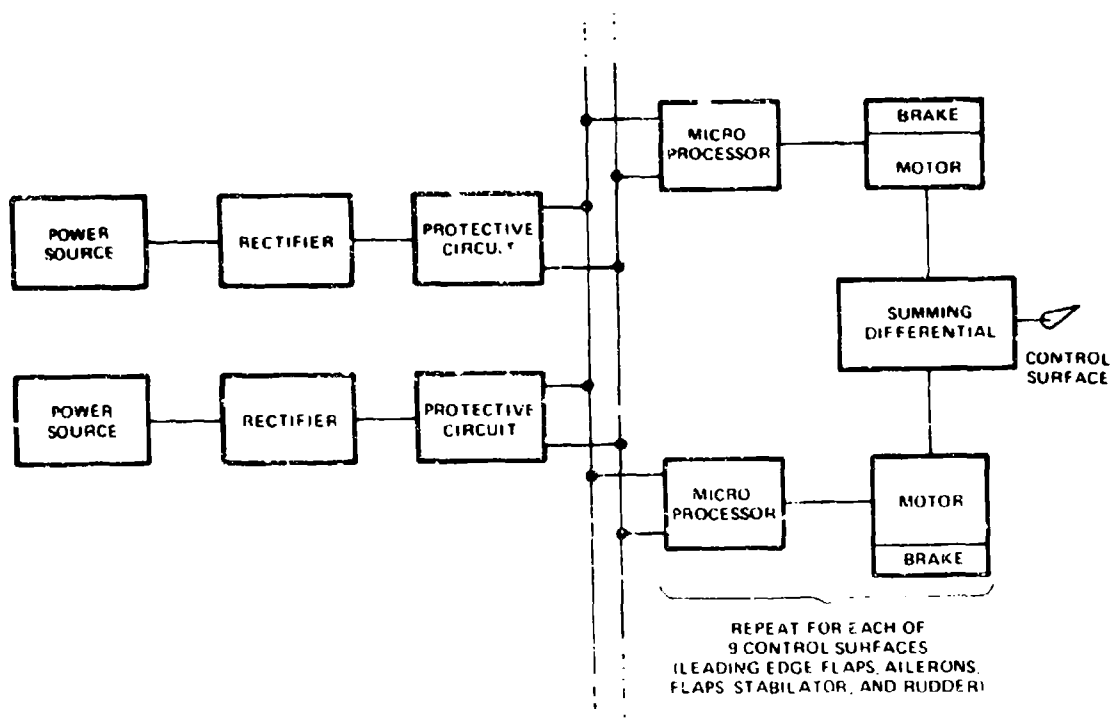 POWER
SOURCE
RECTIFIER
PROTECTIVE
CIRCUIT
MICRO
PROCESSOR
BRAKE
MOTOR
SUMMING
DIFFERENTIAL
CONTROL
SURFACE
POWER
SOURCE
RECTIFIER
PROTECTIVE
CIRCUIT
MICRO
PROCESSOR
MOTOR
BRAKE
REPEAT FOR EACH OF
9 CONTROL SURFACES
(LEADING EDGE FLAPS, AILERONS,
FLAPS STABILATOR, AND RUDDER)